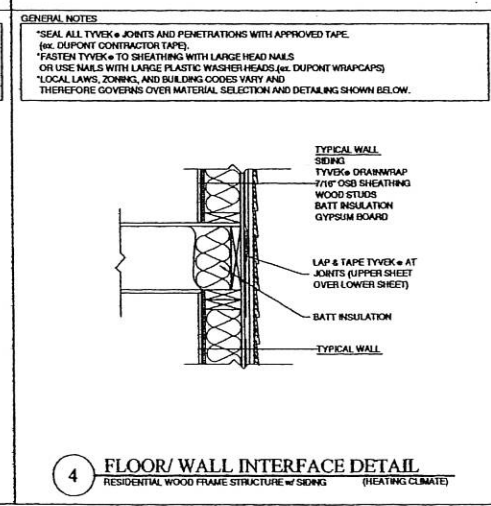 GENERAL NOTES
*SEAL ALL TYVEK® JOINTS AND PENETRATIONS WITH APPROVED TAPE.
(ex. DUPONT CONTRACTOR TAPE).
*FASTEN TYVEK® TO SHEATHING WITH LARGE HEAD NAILS
OR USE NAILS WITH LARGE PLASTIC WASHER HEADS.(ex. DUPONT WRAPCAPS)
*LOCAL LAWS, ZONING, AND BUILDING CODES VARY AND
THEREFORE GOVERNS OVER MATERIAL SELECTION AND DETAILING SHOWN BELOW.
TYPICAL WALL
SIDING
TYVEK® DRAINWRAP
7/16" OSB SHEATHING
WOOD STUDS
BATT INSULATION
GYPSUM BOARD
LAP & TAPE TYVEK® AT
JOINTS (UPPER SHEET
OVER LOWER SHEET)
BATT INSULATION
TYPICAL WALL
4 FLOOR/ WALL INTERFACE DETAIL
RESIDENTIAL WOOD FRAME STRUCTURE w/ SIDING (HEATING CLIMATE)